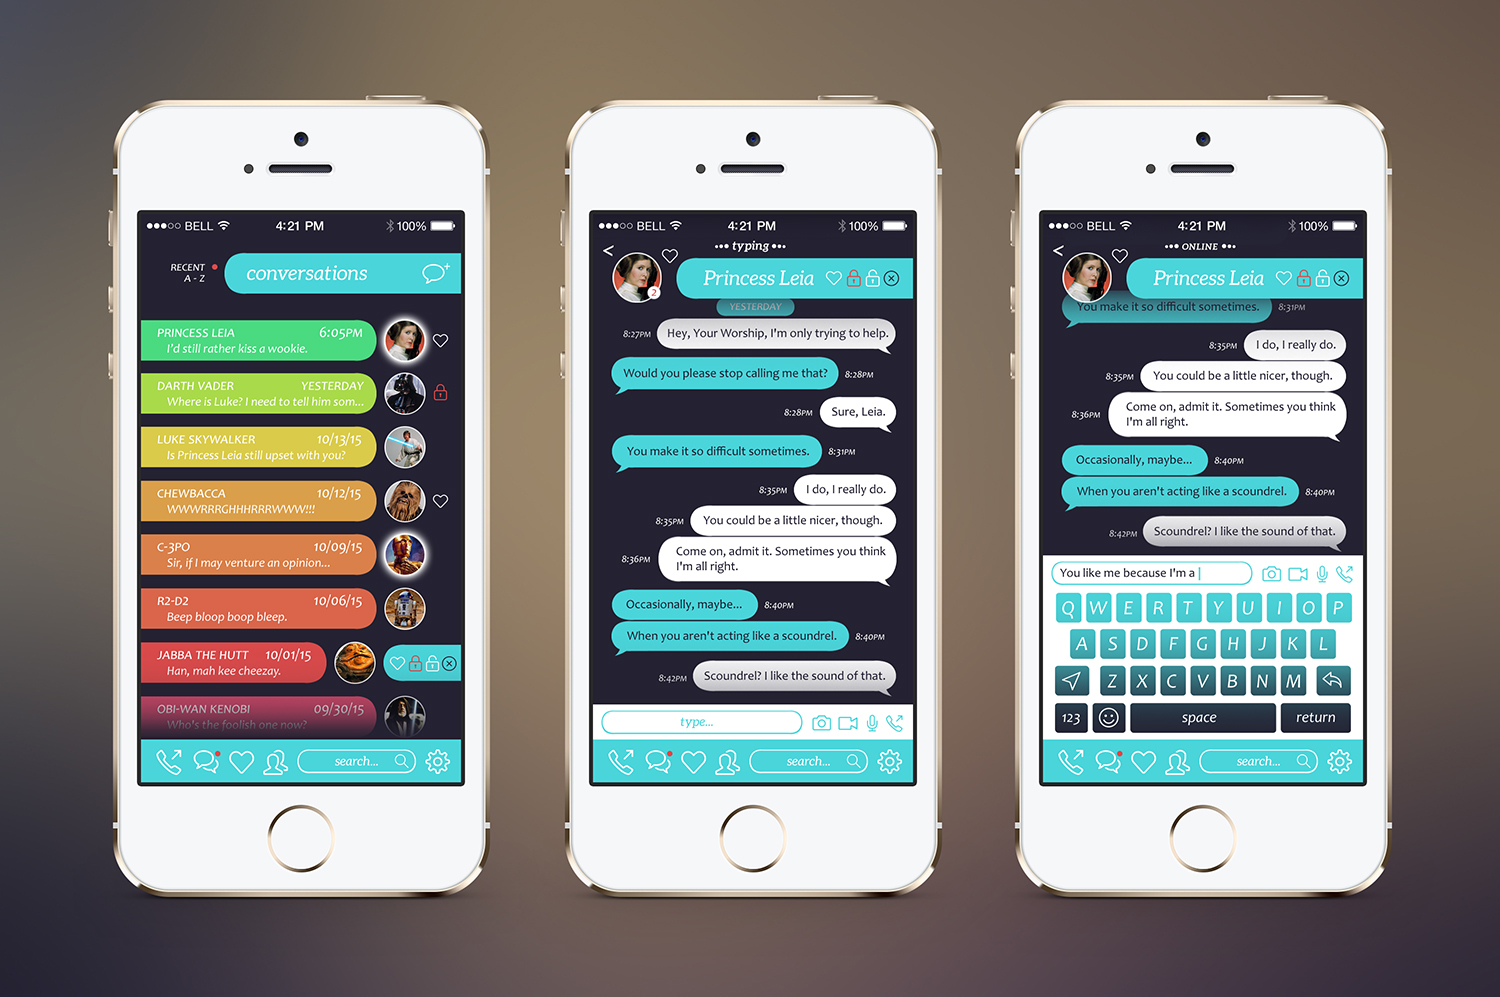 BELL
4:21 PM
100%
RECENT
A - Z
conversations
PRINCESS LEIA 6:05PM
I'd still rather kiss a wookie.
DARTH VADER YESTERDAY
Where is Luke? I need to tell him som...
LUKE SKYWALKER 10/13/15
Is Princess Leia still upset with you?
CHEWBACCA 10/12/15
WWWRRRGHHHRRRWWW!!!
C-3PO 10/09/15
Sir, if I may venture an opinion...
R2-D2 10/06/15
Beep bloop boop bleep.
JABBA THE HUTT 10/01/15
Han, mah kee cheezay.
OBI-WAN KENOBI 09/30/15
Who's the foolish one now?
search...
BELL
4:21 PM
100%
••• typing •••
Princess Leia
2
YESTERDAY
8:27PM Hey, Your Worship, I'm only trying to help.
Would you please stop calling me that? 8:28PM
8:28PM Sure, Leia.
You make it so difficult sometimes. 8:31PM
8:35PM I do, I really do.
8:35PM You could be a little nicer, though.
8:36PM Come on, admit it. Sometimes you think
I'm all right.
Occasionally, maybe... 8:40PM
When you aren't acting like a scoundrel. 8:40PM
8:42PM Scoundrel? I like the sound of that.
type...
search...
BELL
4:21 PM
100%
••• ONLINE •••
Princess Leia
You make it so difficult sometimes. 8:31PM
8:35PM I do, I really do.
8:35PM You could be a little nicer, though.
8:36PM Come on, admit it. Sometimes you think
I'm all right.
Occasionally, maybe... 8:40PM
When you aren't acting like a scoundrel. 8:40PM
8:42PM Scoundrel? I like the sound of that.
You like me because I'm a
Q W E R T Y U I O P
A S D F G H J K L
Z X C V B N M
123 space return
search...